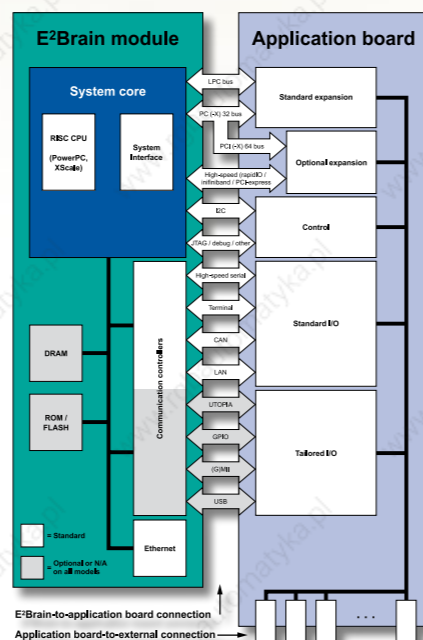 E²Brain module
Application board
System core
RISC CPU
(PowerPC,
XScale)
System
Interface
LPC bus
PC (-X) 32 bus
PCI (-X) 64 bus
High-speed (rapidIO /
infiniband / PCI-express
I2C
JTAG / debug / other
High-speed serial
Terminal
CAN
LAN
UTOPIA
GPIO
(G)MII
USB
Standard expansion
Optional expansion
Control
Standard I/O
Tailored I/O
Communication controllers
DRAM
ROM /
FLASH
Ethernet
= Standard
= Optional or N/A
on all models
. . .
E²Brain-to-application board connection
Application board-to-external connection